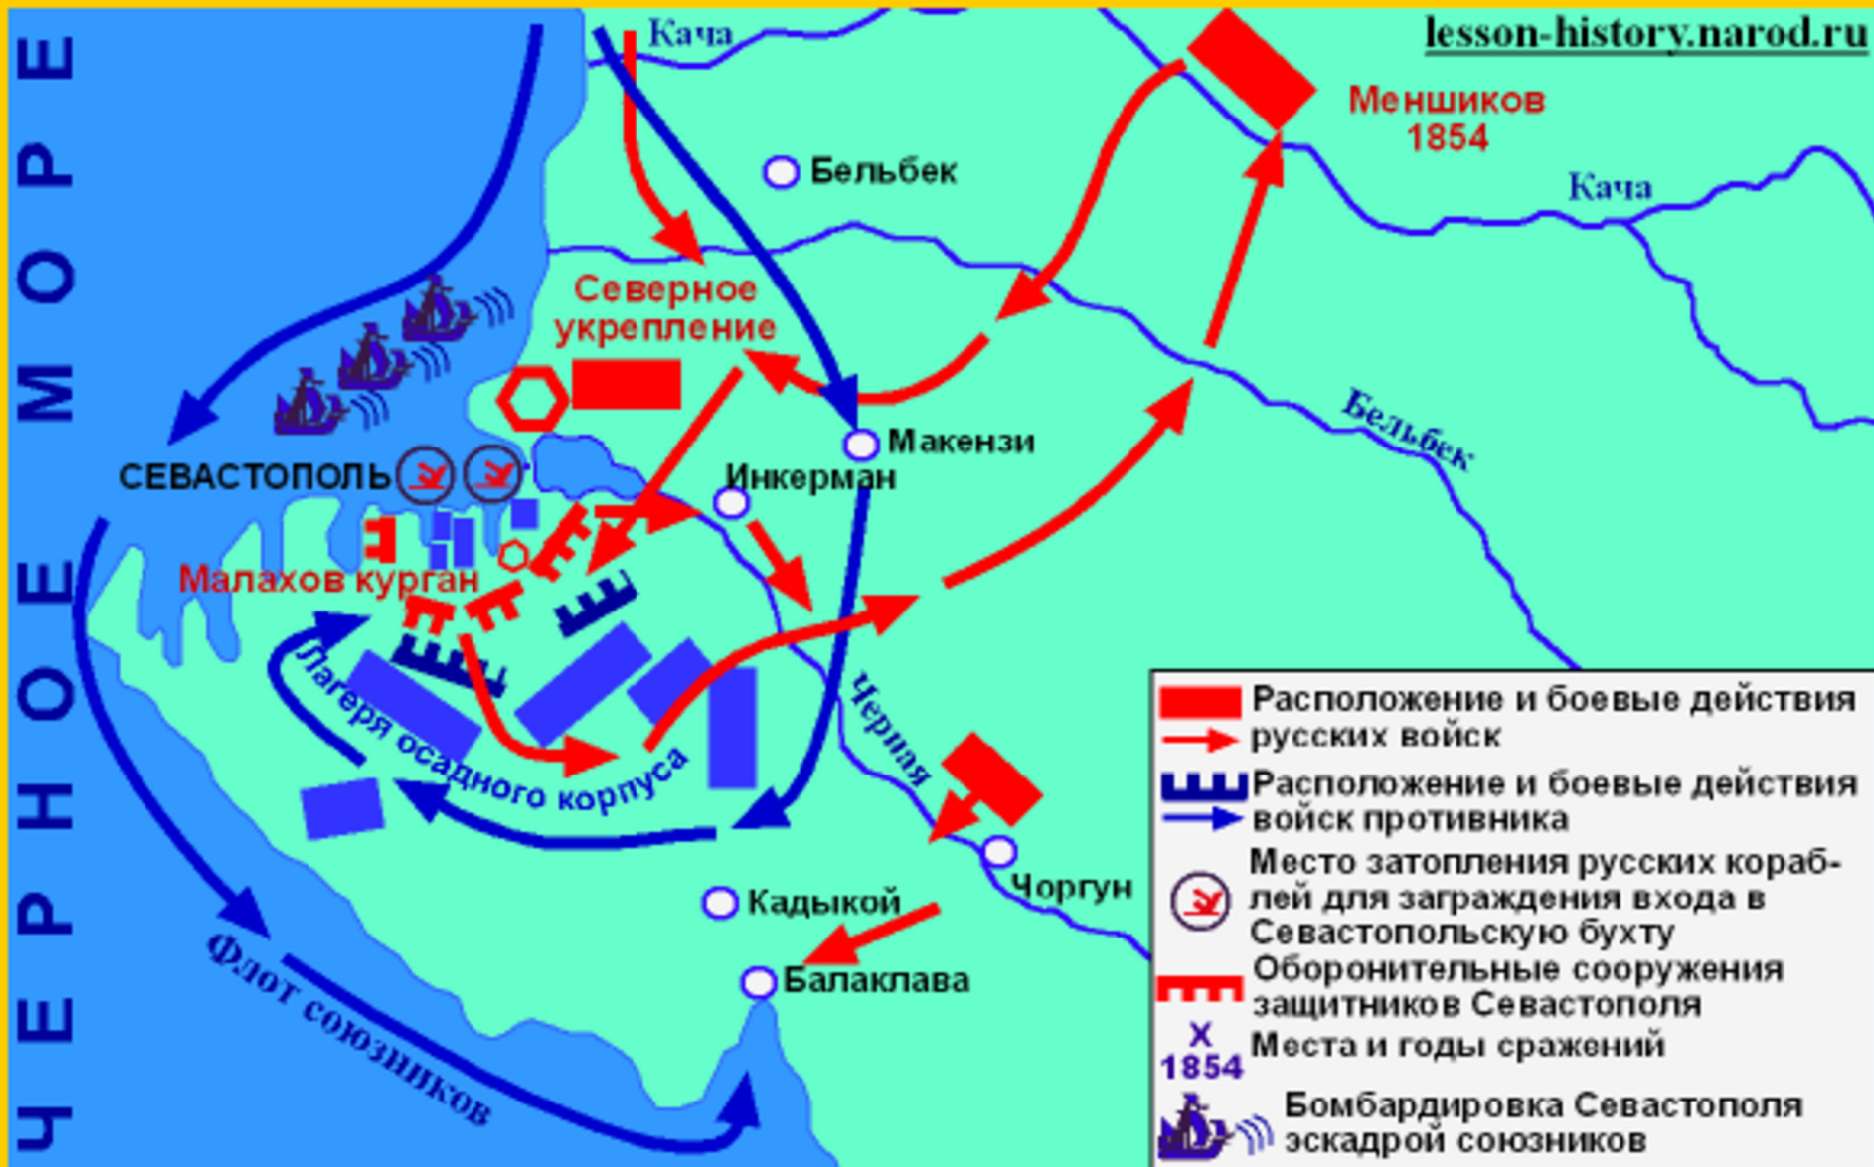 lesson-history.narod.ru
Кача
Меншиков
1854
Бельбек
Кача
ЧЕРНОЕ МОРЕ
Северное
укрепление
Бельбек
Макензи
Инкерман
СЕВАСТОПОЛЬ
Малахов курган
Лагеря осадного корпуса
Черная
Чоргун
Кадыкой
Балаклава
Флот союзников
Расположение и боевые действия
русских войск
Расположение и боевые действия
войск противника
Место затопления русских кораб-
лей для заграждения входа в
Севастопольскую бухту
Оборонительные сооружения
защитников Севастополя
X
1854
Места и годы сражений
Бомбардировка Севастополя
эскадрой союзников